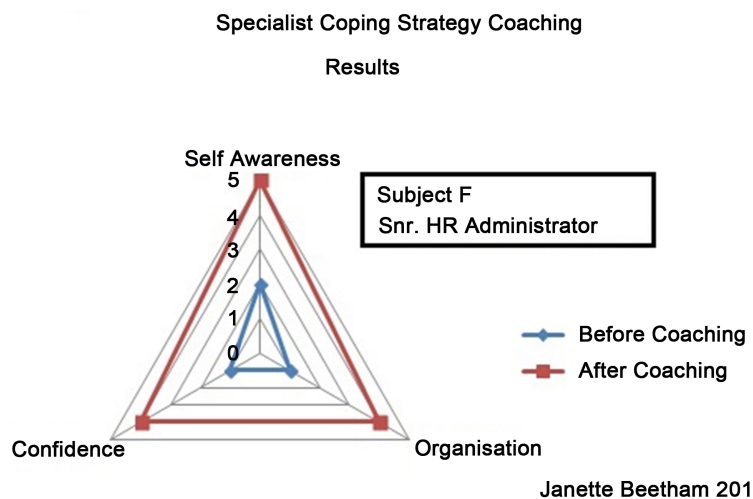 Specialist Coping Strategy Coaching
Results
Self Awareness
5
4
3
2
1
0
Subject F
Snr. HR Administrator
Before Coaching
After Coaching
Confidence
Organisation
Janette Beetham 201